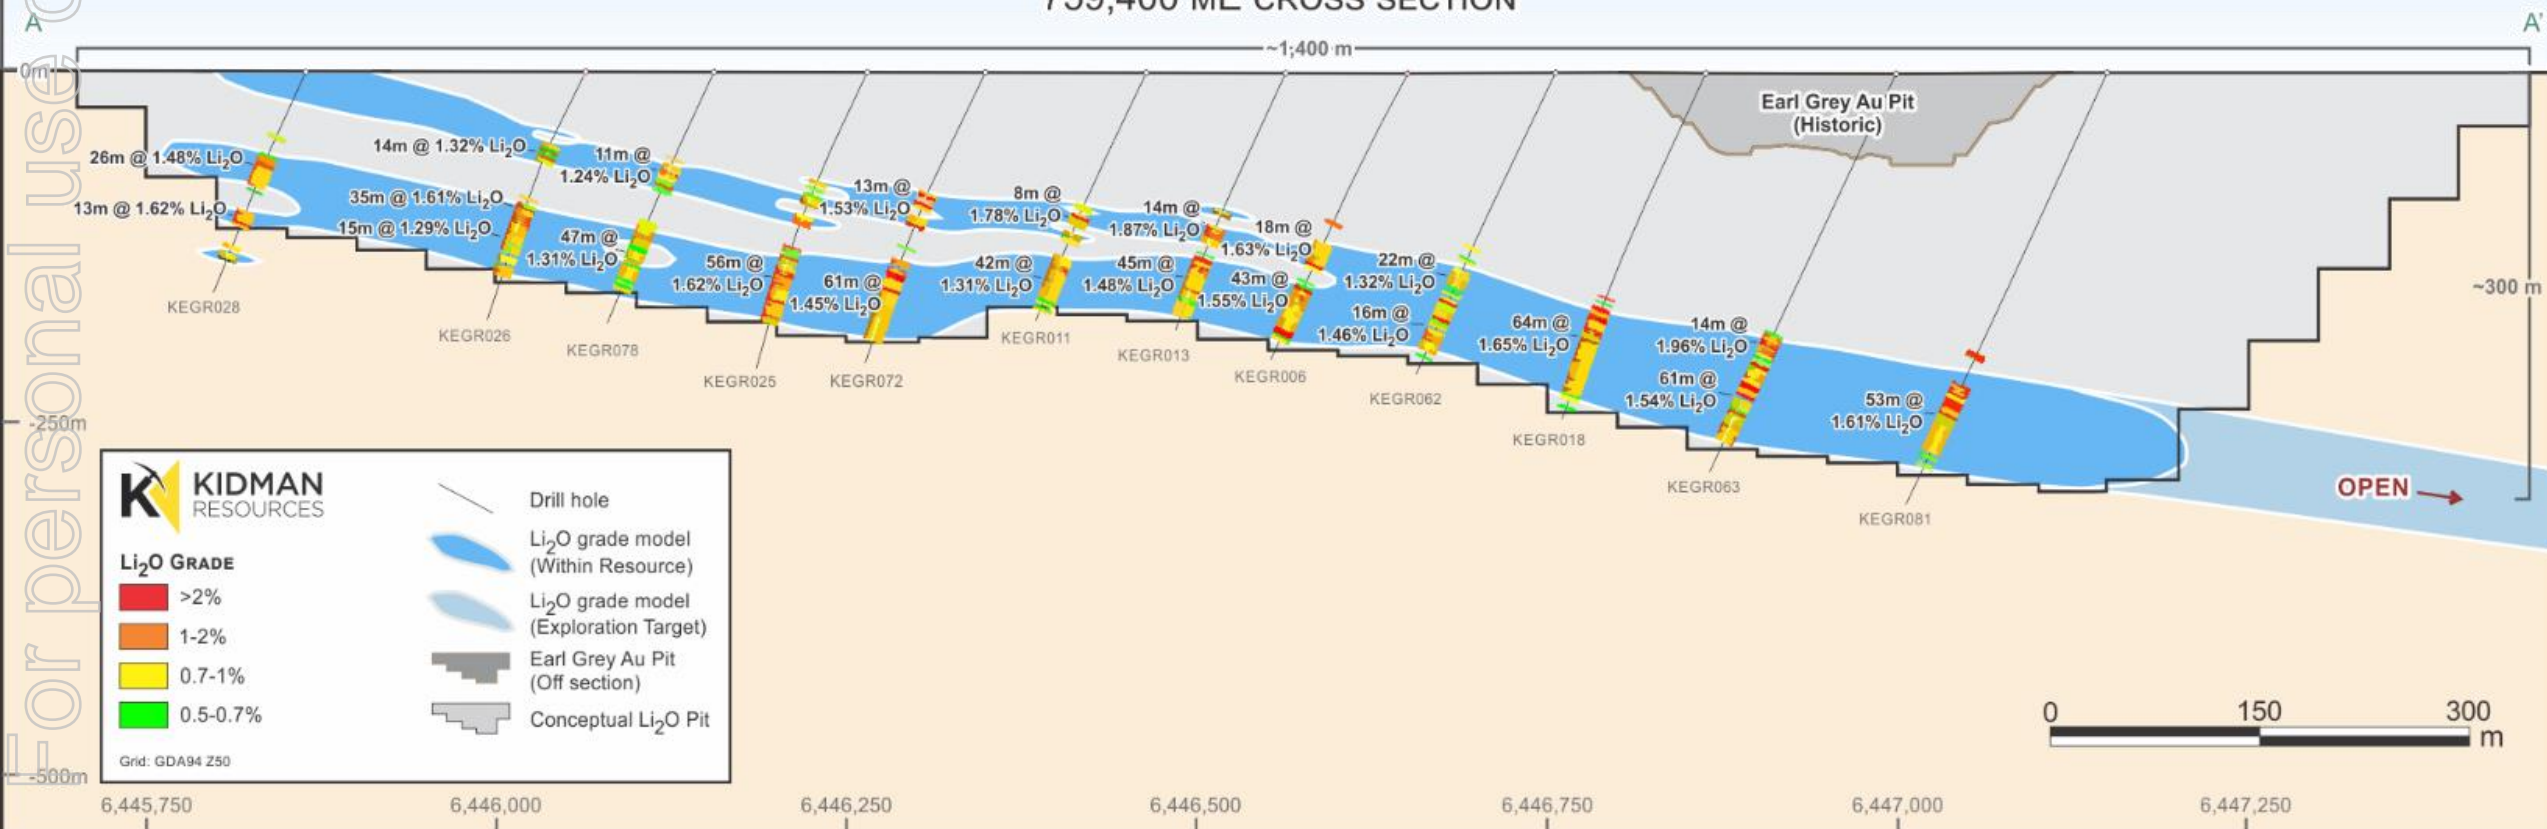 759,400 ME CROSS SECTION
A
A'
~1,400 m
0m
Earl Grey Au Pit
(Historic)
26m @ 1.48% Li2O
13m @ 1.62% Li2O
KEGR028
14m @ 1.32% Li2O
35m @ 1.61% Li2O
15m @ 1.29% Li2O
KEGR026
11m @
1.24% Li2O
47m @
1.31% Li2O
KEGR078
56m @
1.62% Li2O
KEGR025
13m @
1.53% Li2O
61m @
1.45% Li2O
KEGR072
8m @
1.78% Li2O
42m @
1.31% Li2O
KEGR011
14m @
1.87% Li2O
45m @
1.48% Li2O
KEGR013
18m @
1.63% Li2O
43m @
1.55% Li2O
KEGR006
22m @
1.32% Li2O
16m @
1.46% Li2O
KEGR062
64m @
1.65% Li2O
KEGR018
14m @
1.96% Li2O
61m @
1.54% Li2O
KEGR063
53m @
1.61% Li2O
KEGR081
~300 m
-250m
OPEN
KIDMAN
RESOURCES
Li2O GRADE
>2%
1-2%
0.7-1%
0.5-0.7%
Grid: GDA94 Z50
Drill hole
Li2O grade model
(Within Resource)
Li2O grade model
(Exploration Target)
Earl Grey Au Pit
(Off section)
Conceptual Li2O Pit
0 150 300
m
-500m
6,445,750 6,446,000 6,446,250 6,446,500 6,446,750 6,447,000 6,447,250
For personal use